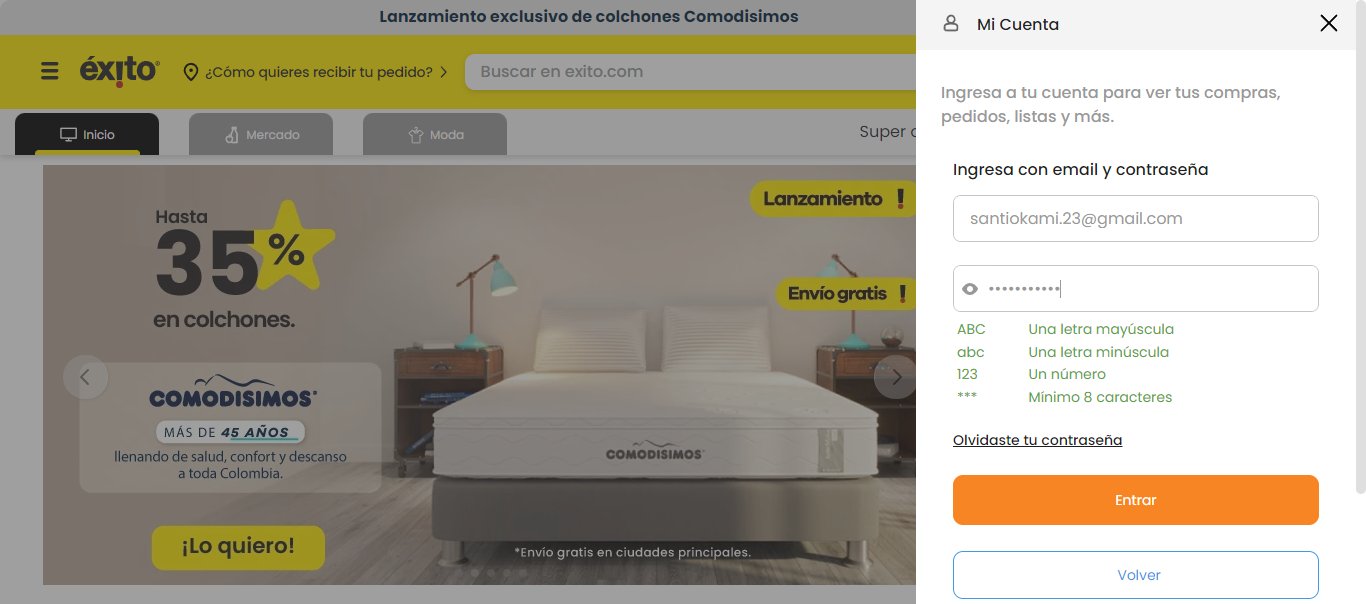 Lanzamiento exclusivo de colchones Comodisimos
éxito
¿Cómo quieres recibir tu pedido?
Buscar en exito.com
Inicio
Mercado
Moda
Super
Hasta
35%
en colchones.
COMODISIMOS
MÁS DE 45 AÑOS
llenando de salud, confort y descanso
a toda Colombia.
¡Lo quiero!
Lanzamiento !
Envío gratis !
COMODISIMOS
*Envío gratis en ciudades principales.
Mi Cuenta
Ingresa a tu cuenta para ver tus compras,
pedidos, listas y más.
Ingresa con email y contraseña
santiokami.23@gmail.com
•••••••••••
ABC Una letra mayúscula
abc Una letra minúscula
123 Un número
*** Mínimo 8 caracteres
Olvidaste tu contraseña
Entrar
Volver